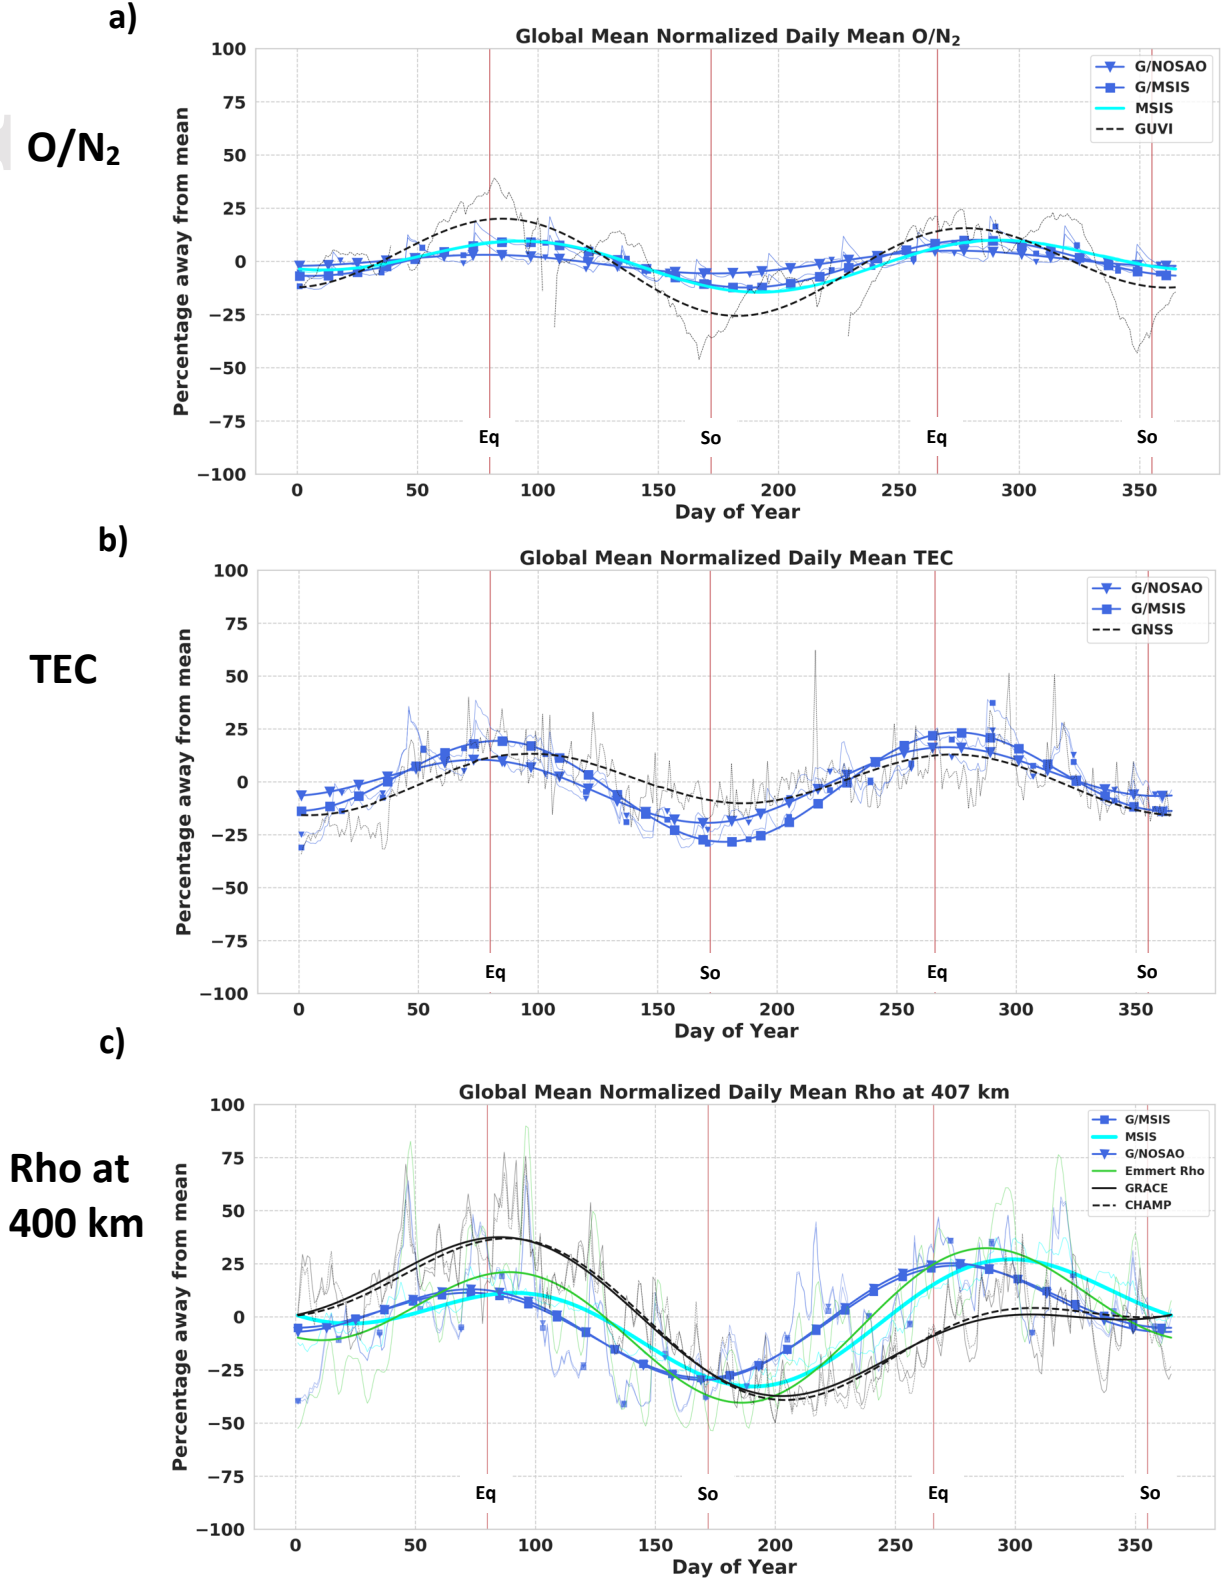 a)
Global Mean Normalized Daily Mean O/N₂
O/N₂
Percentage away from mean
100
75
50
25
0
−25
−50
−75
−100
G/NOSAO
G/MSIS
MSIS
GUVI
Eq
So
Eq
So
0 50 100 150 200 250 300 350
Day of Year
b)
Global Mean Normalized Daily Mean TEC
TEC
Percentage away from mean
100
75
50
25
0
−25
−50
−75
−100
G/NOSAO
G/MSIS
GNSS
Eq
So
Eq
So
0 50 100 150 200 250 300 350
Day of Year
c)
Global Mean Normalized Daily Mean Rho at 407 km
Rho at
400 km
Percentage away from mean
100
75
50
25
0
−25
−50
−75
−100
G/MSIS
MSIS
G/NOSAO
Emmert Rho
GRACE
CHAMP
Eq
So
Eq
So
0 50 100 150 200 250 300 350
Day of Year